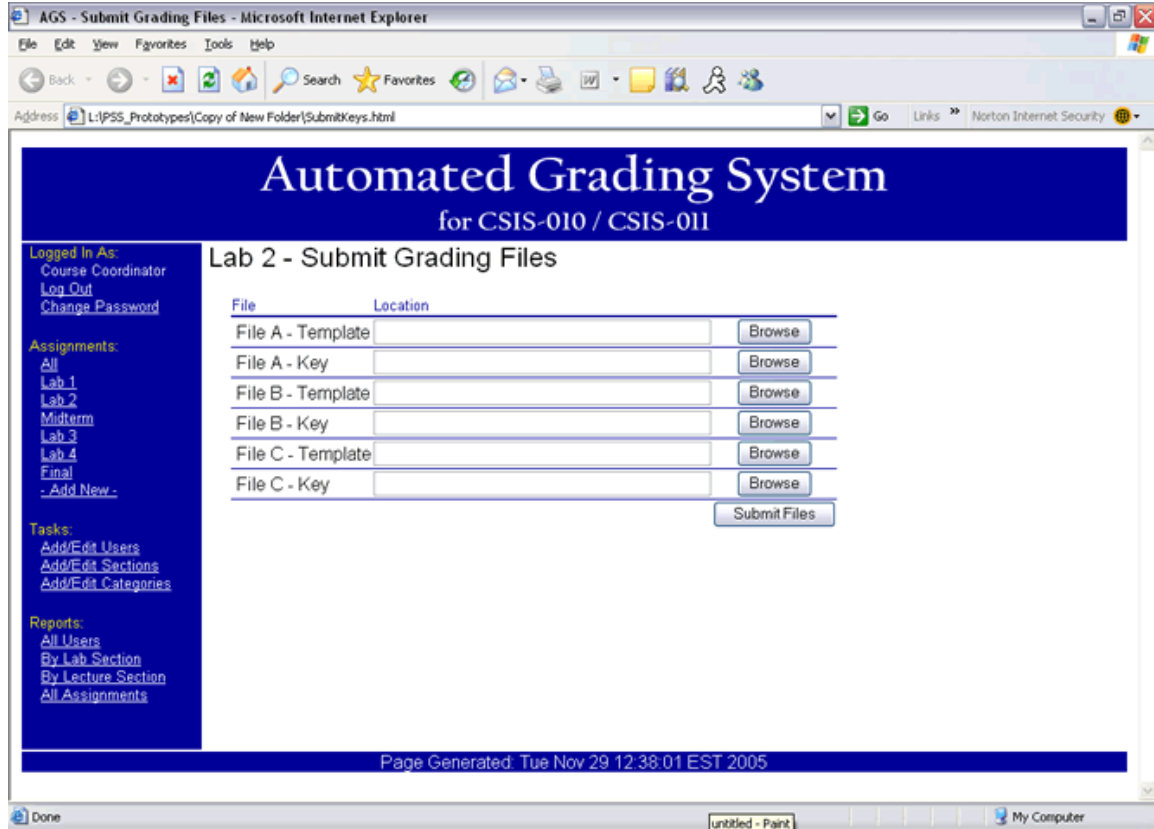 AGS - Submit Grading Files - Microsoft Internet Explorer
File Edit View Favorites Tools Help
Back Search Favorites
Address L:\PSS_Prototypes\Copy of New Folder\SubmitKeys.html Go Links » Norton Internet Security
Automated Grading System
for CSIS-010 / CSIS-011
Logged In As:
Course Coordinator
Log Out
Change Password
Assignments:
All
Lab 1
Lab 2
Midterm
Lab 3
Lab 4
Final
- Add New -
Tasks:
Add/Edit Users
Add/Edit Sections
Add/Edit Categories
Reports:
All Users
By Lab Section
By Lecture Section
All Assignments
Lab 2 - Submit Grading Files
File Location
File A - Template Browse
File A - Key Browse
File B - Template Browse
File B - Key Browse
File C - Template Browse
File C - Key Browse
Submit Files
Page Generated: Tue Nov 29 12:38:01 EST 2005
Done untitled - Paint My Computer